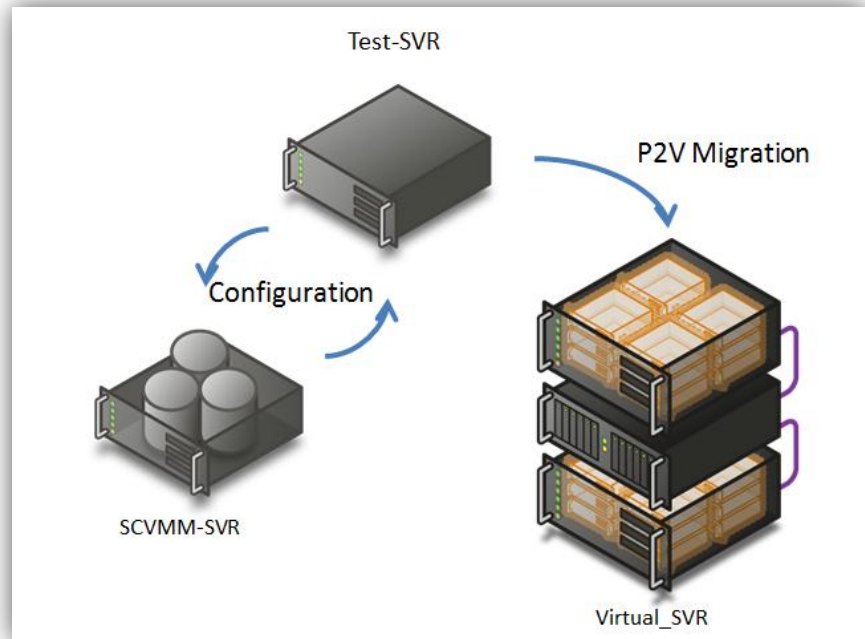 Test-SVR
P2V Migration
Configuration
SCVMM-SVR
Virtual_SVR